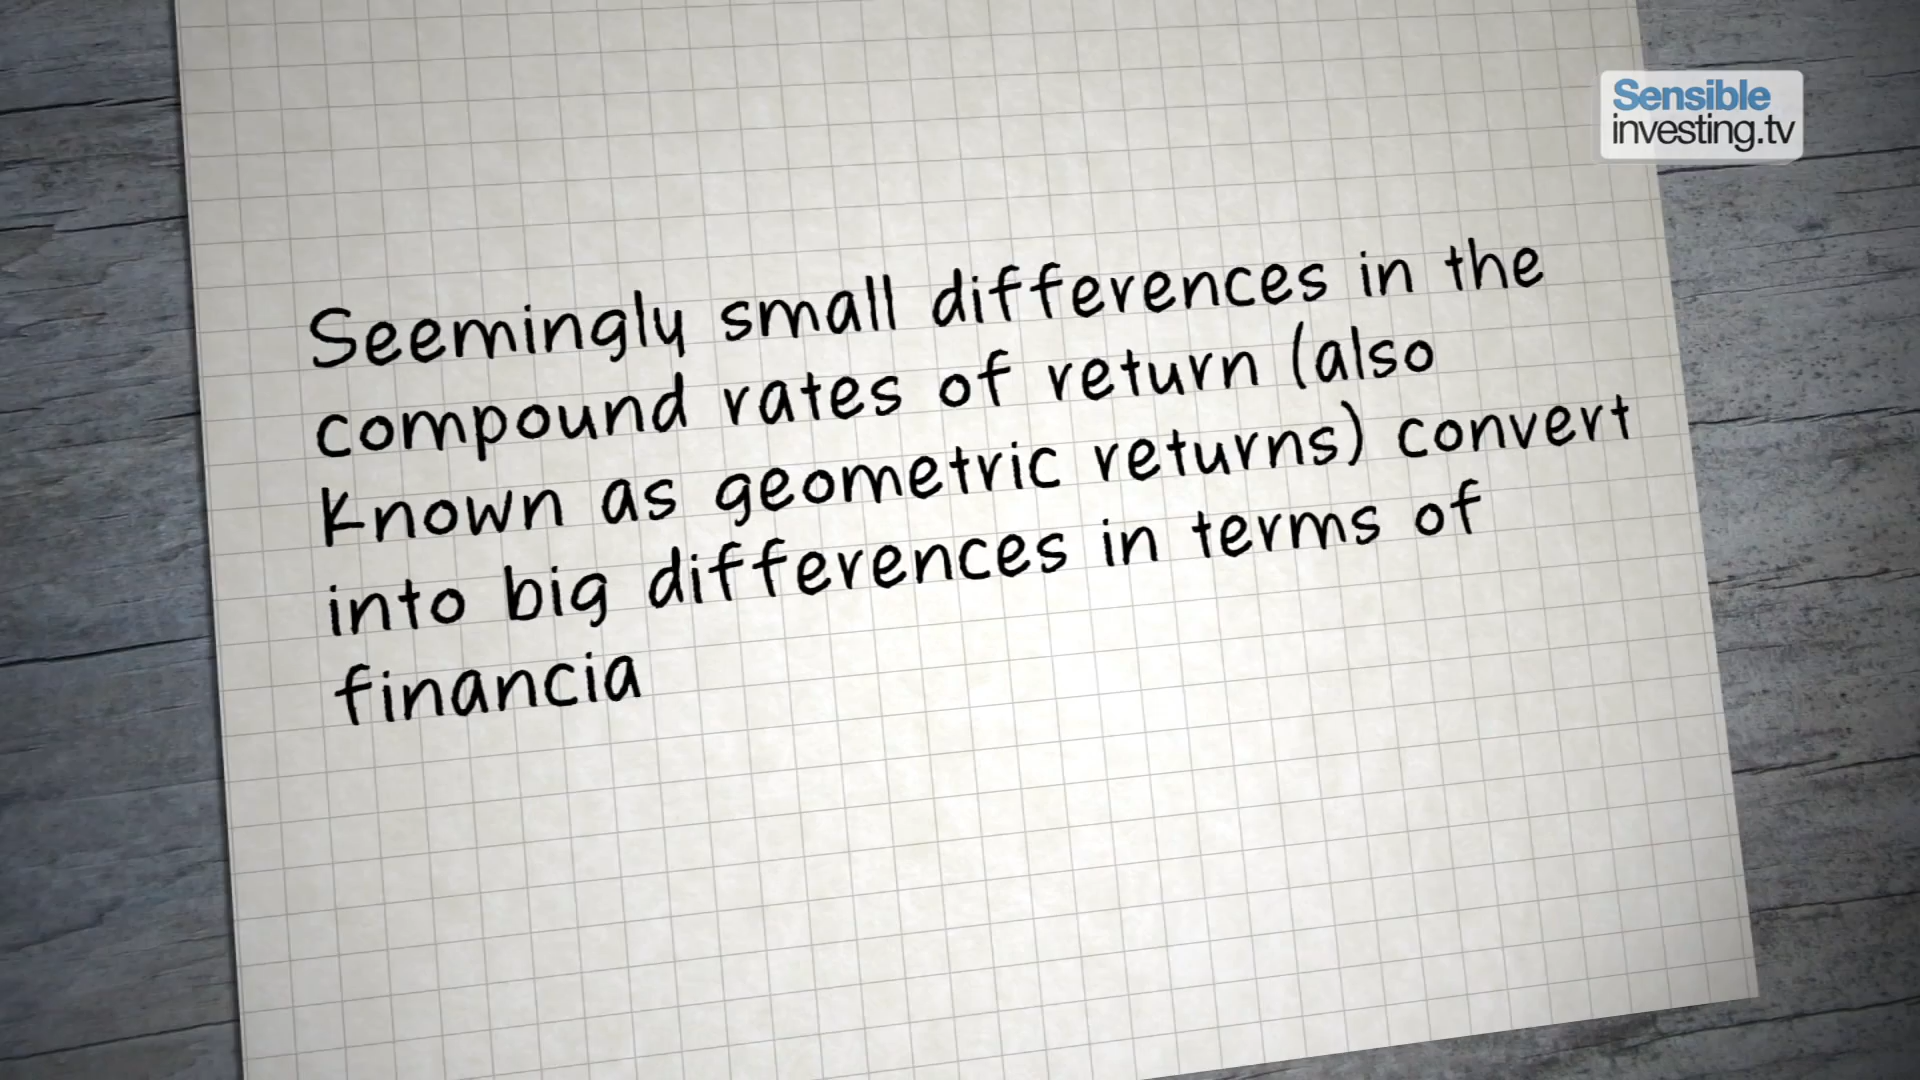 Sensible
investing.tv
Seemingly small differences in the
compound rates of return (also
known as geometric returns) convert
into big differences in terms of
financia